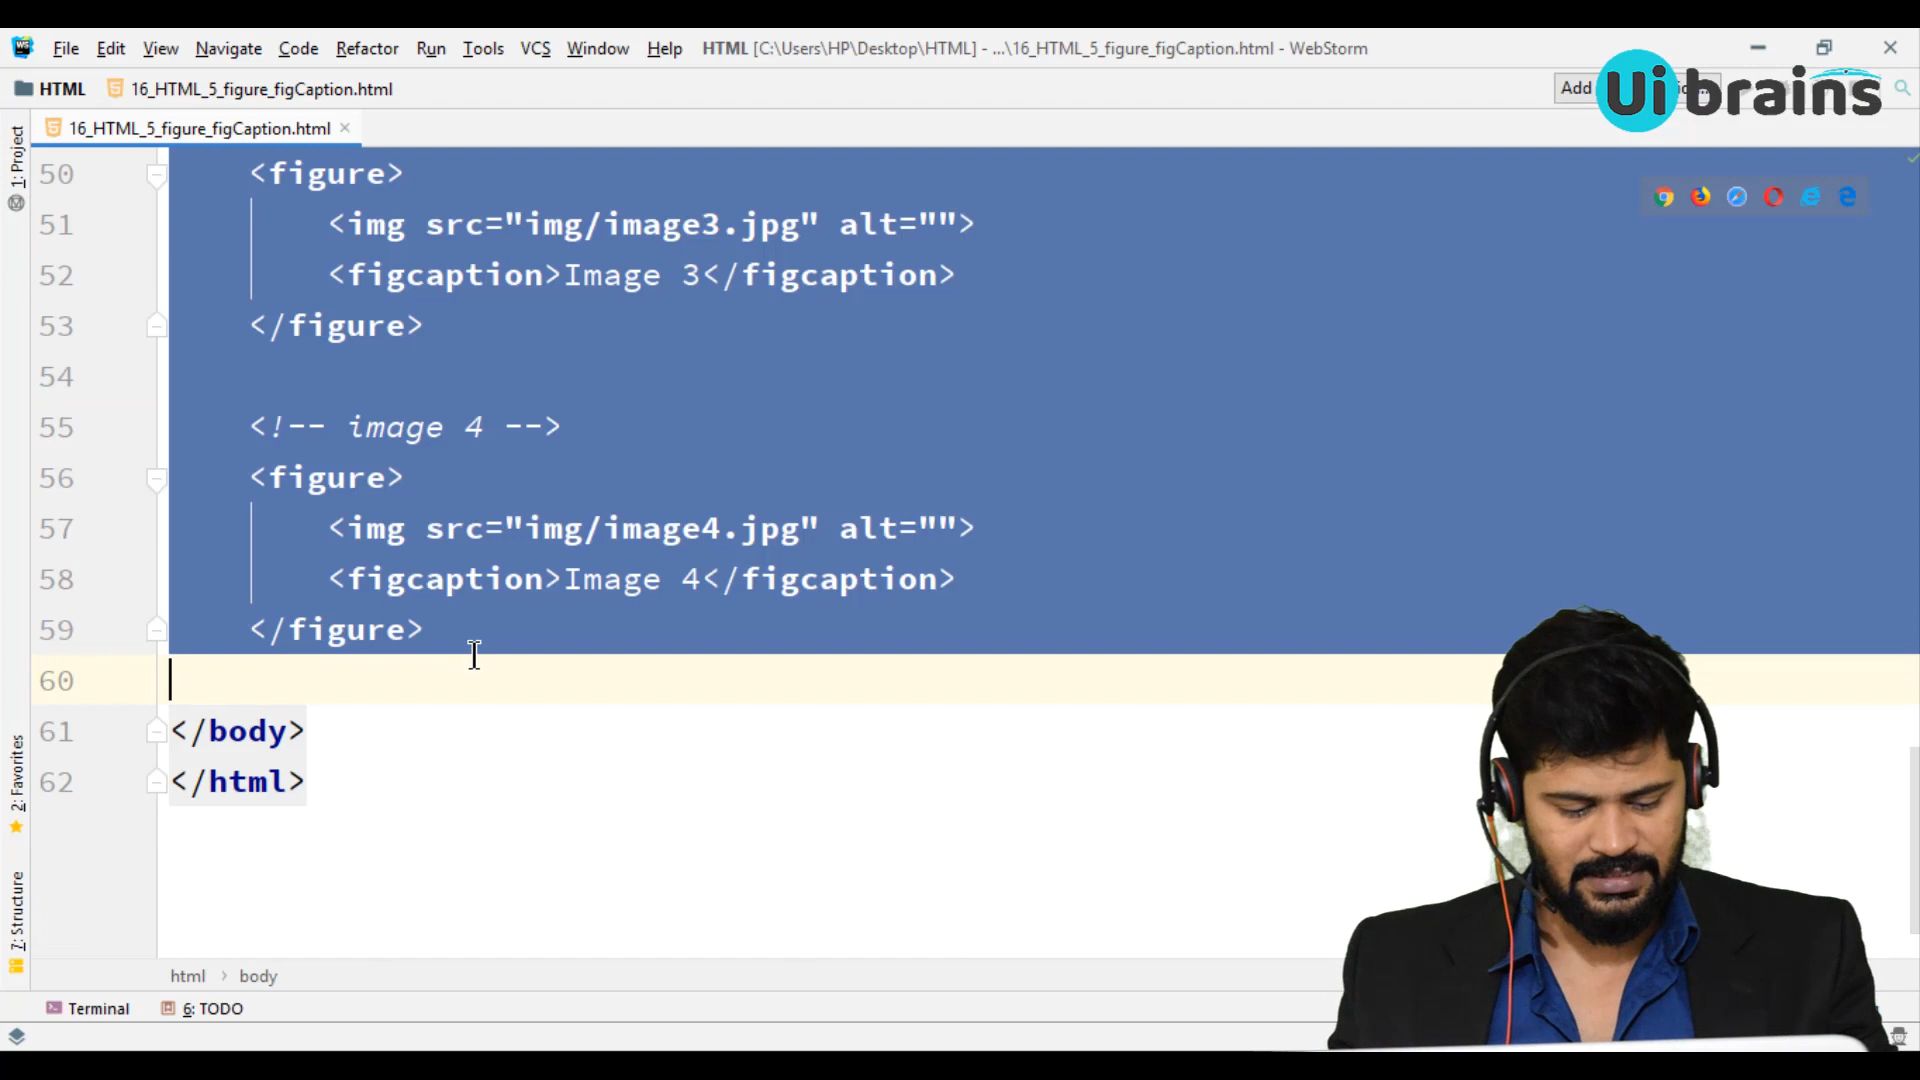 File Edit View Navigate Code Refactor Run Tools VCS Window Help HTML [C:\Users\HP\Desktop\HTML] - ...\16_HTML_5_figure_figCaption.html - WebStorm
HTML 16_HTML_5_figure_figCaption.html Add
Uibrains
16_HTML_5_figure_figCaption.html
1: Project
50 <figure>
51 <img src="img/image3.jpg" alt="">
52 <figcaption>Image 3</figcaption>
53 </figure>
54
55 <!-- image 4 -->
56 <figure>
57 <img src="img/image4.jpg" alt="">
58 <figcaption>Image 4</figcaption>
59 </figure>
60
61 </body>
62 </html>
2: Favorites
7: Structure
html › body
Terminal 6: TODO